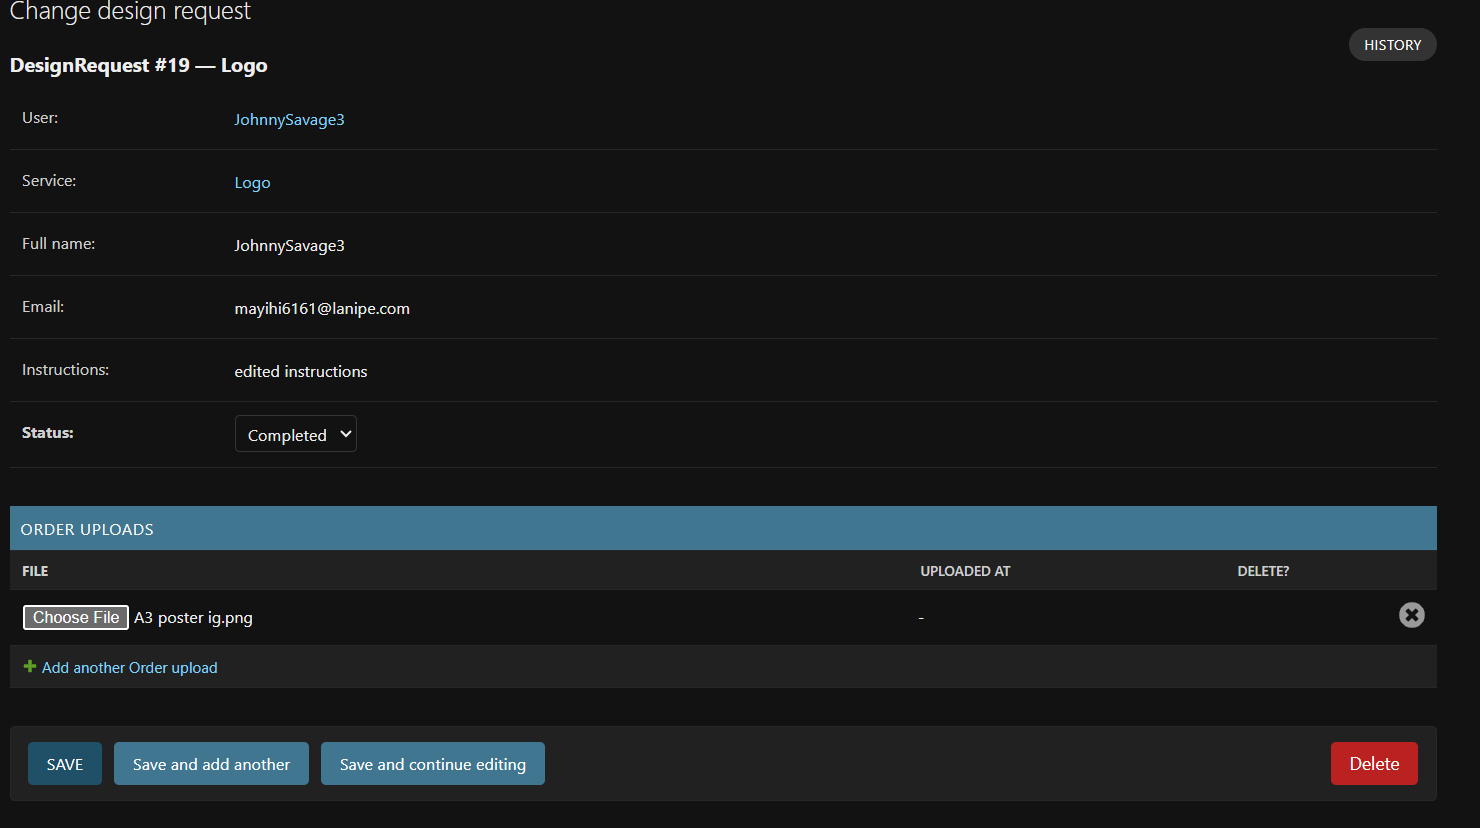 Change design request
HISTORY
DesignRequest #19 — Logo
User: JohnnySavage3
Service: Logo
Full name: JohnnySavage3
Email: mayihi6161@lanipe.com
Instructions: edited instructions
Status: Completed
ORDER UPLOADS
FILE UPLOADED AT DELETE?
Choose File A3 poster ig.png -
Add another Order upload
SAVE Save and add another Save and continue editing Delete